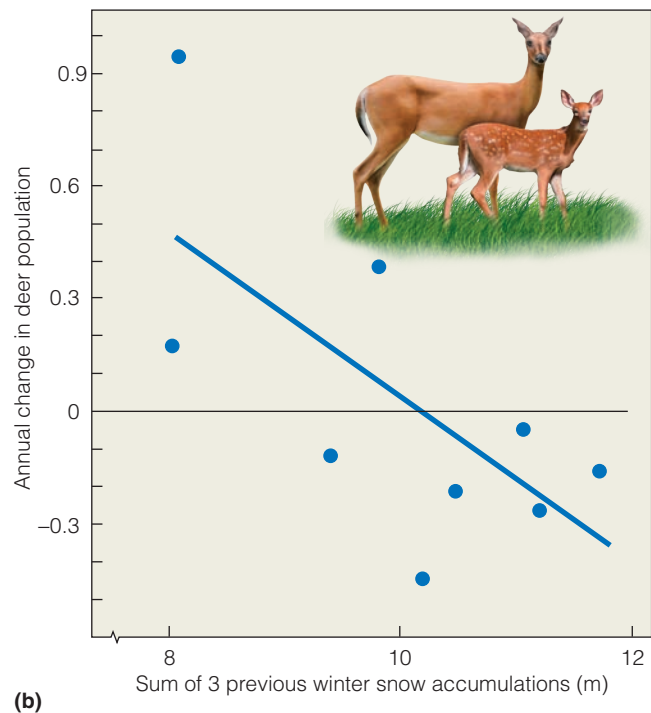 0.9
0.6
0.3
0
−0.3
Annual change in deer population
8
10
12
Sum of 3 previous winter snow accumulations (m)
(b)